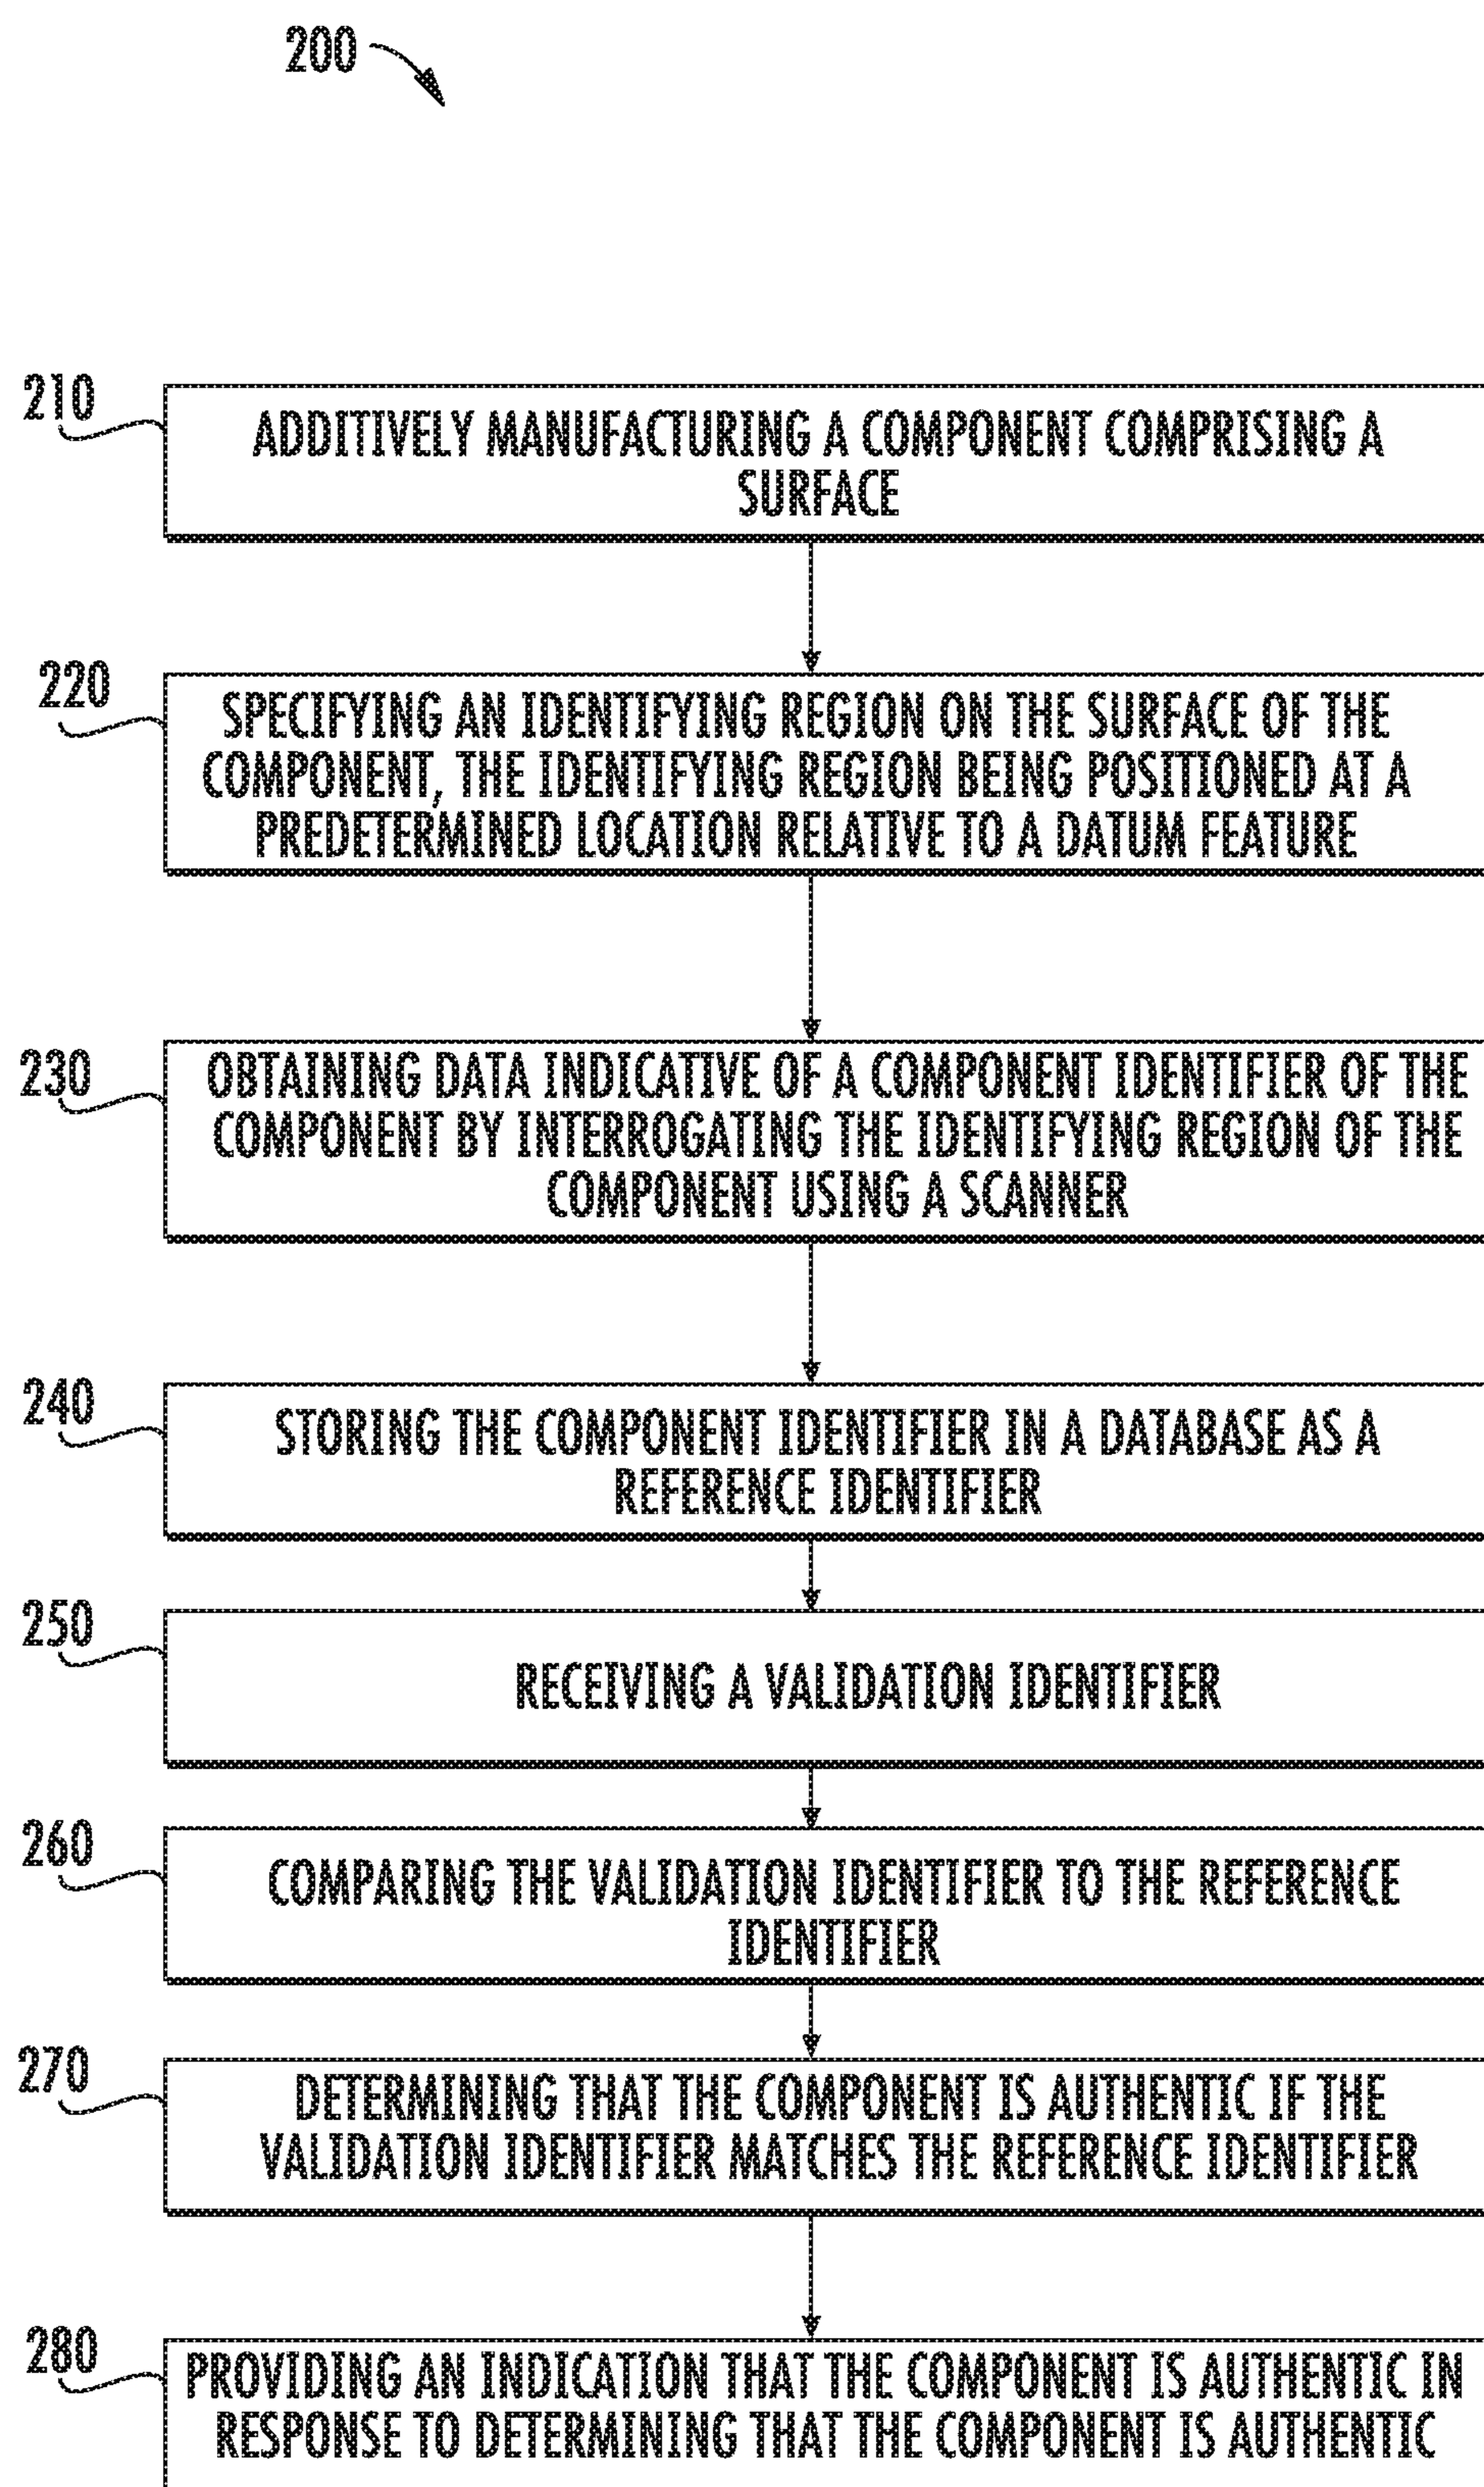 200
210
ADDITIVELY MANUFACTURING A COMPONENT COMPRISING A
SURFACE
220
SPECIFYING AN IDENTIFYING REGION ON THE SURFACE OF THE
COMPONENT, THE IDENTIFYING REGION BEING POSITIONED AT A
PREDETERMINED LOCATION RELATIVE TO A DATUM FEATURE
230
OBTAINING DATA INDICATIVE OF A COMPONENT IDENTIFIER OF THE
COMPONENT BY INTERROGATING THE IDENTIFYING REGION OF THE
COMPONENT USING A SCANNER
240
STORING THE COMPONENT IDENTIFIER IN A DATABASE AS A
REFERENCE IDENTIFIER
250
RECEIVING A VALIDATION IDENTIFIER
260
COMPARING THE VALIDATION IDENTIFIER TO THE REFERENCE
IDENTIFIER
270
DETERMINING THAT THE COMPONENT IS AUTHENTIC IF THE
VALIDATION IDENTIFIER MATCHES THE REFERENCE IDENTIFIER
280
PROVIDING AN INDICATION THAT THE COMPONENT IS AUTHENTIC IN
RESPONSE TO DETERMINING THAT THE COMPONENT IS AUTHENTIC